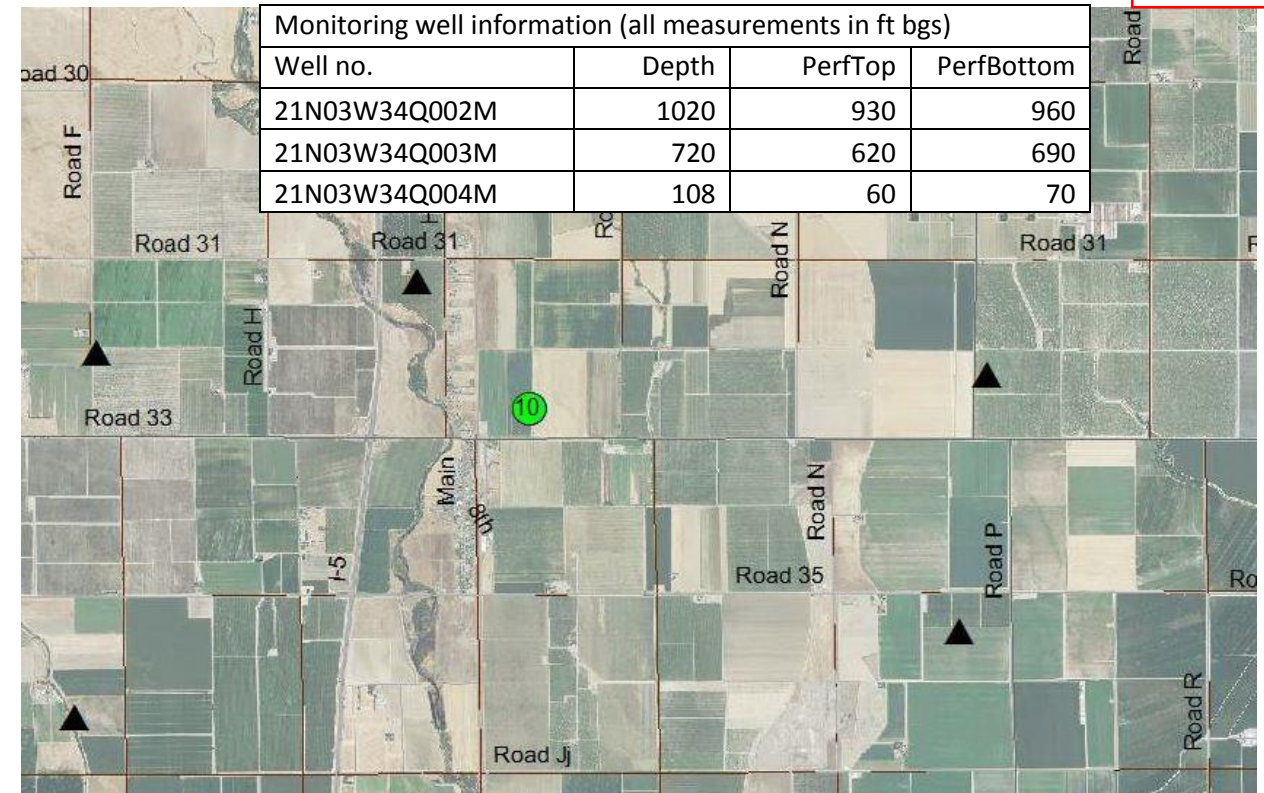 Monitoring well information (all measurements in ft bgs)
Well no. Depth PerfTop PerfBottom
21N03W34Q002M 1020 930 960
21N03W34Q003M 720 620 690
21N03W34Q004M 108 60 70
Road
oad 30
Road F
Road 31
Road 31
Road N
Road 31
Road H
10
Road 33
Main
8th
Road N
I-5
Road 35
Road P
Ro
Road R
Road Jj